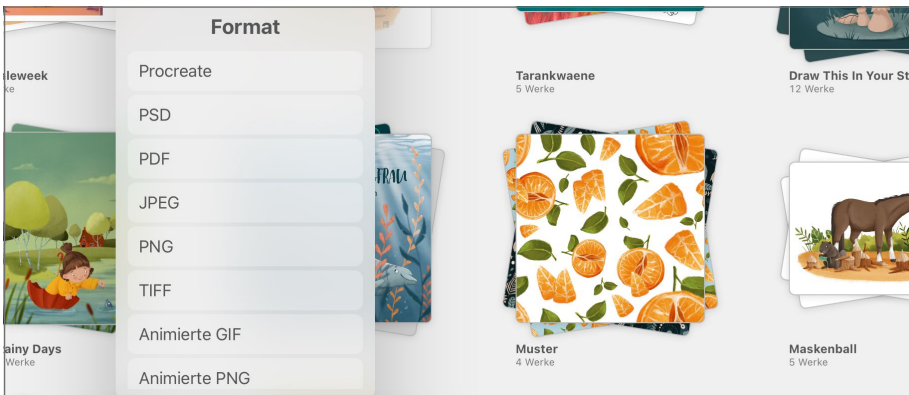 Format
Procreate
PSD
PDF
JPEG
PNG
TIFF
Animierte GIF
Animierte PNG
Tarankwaene
5 Werke
Draw This In Your St
12 Werke
Muster
4 Werke
Maskenball
5 Werke
ainy Days
Werke